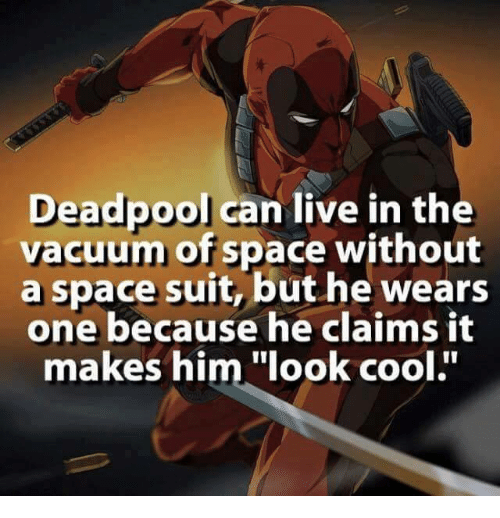 Deadpool can live in the
vacuum of space without
a space suit, but he wears
one because he claims it
makes him "look cool."